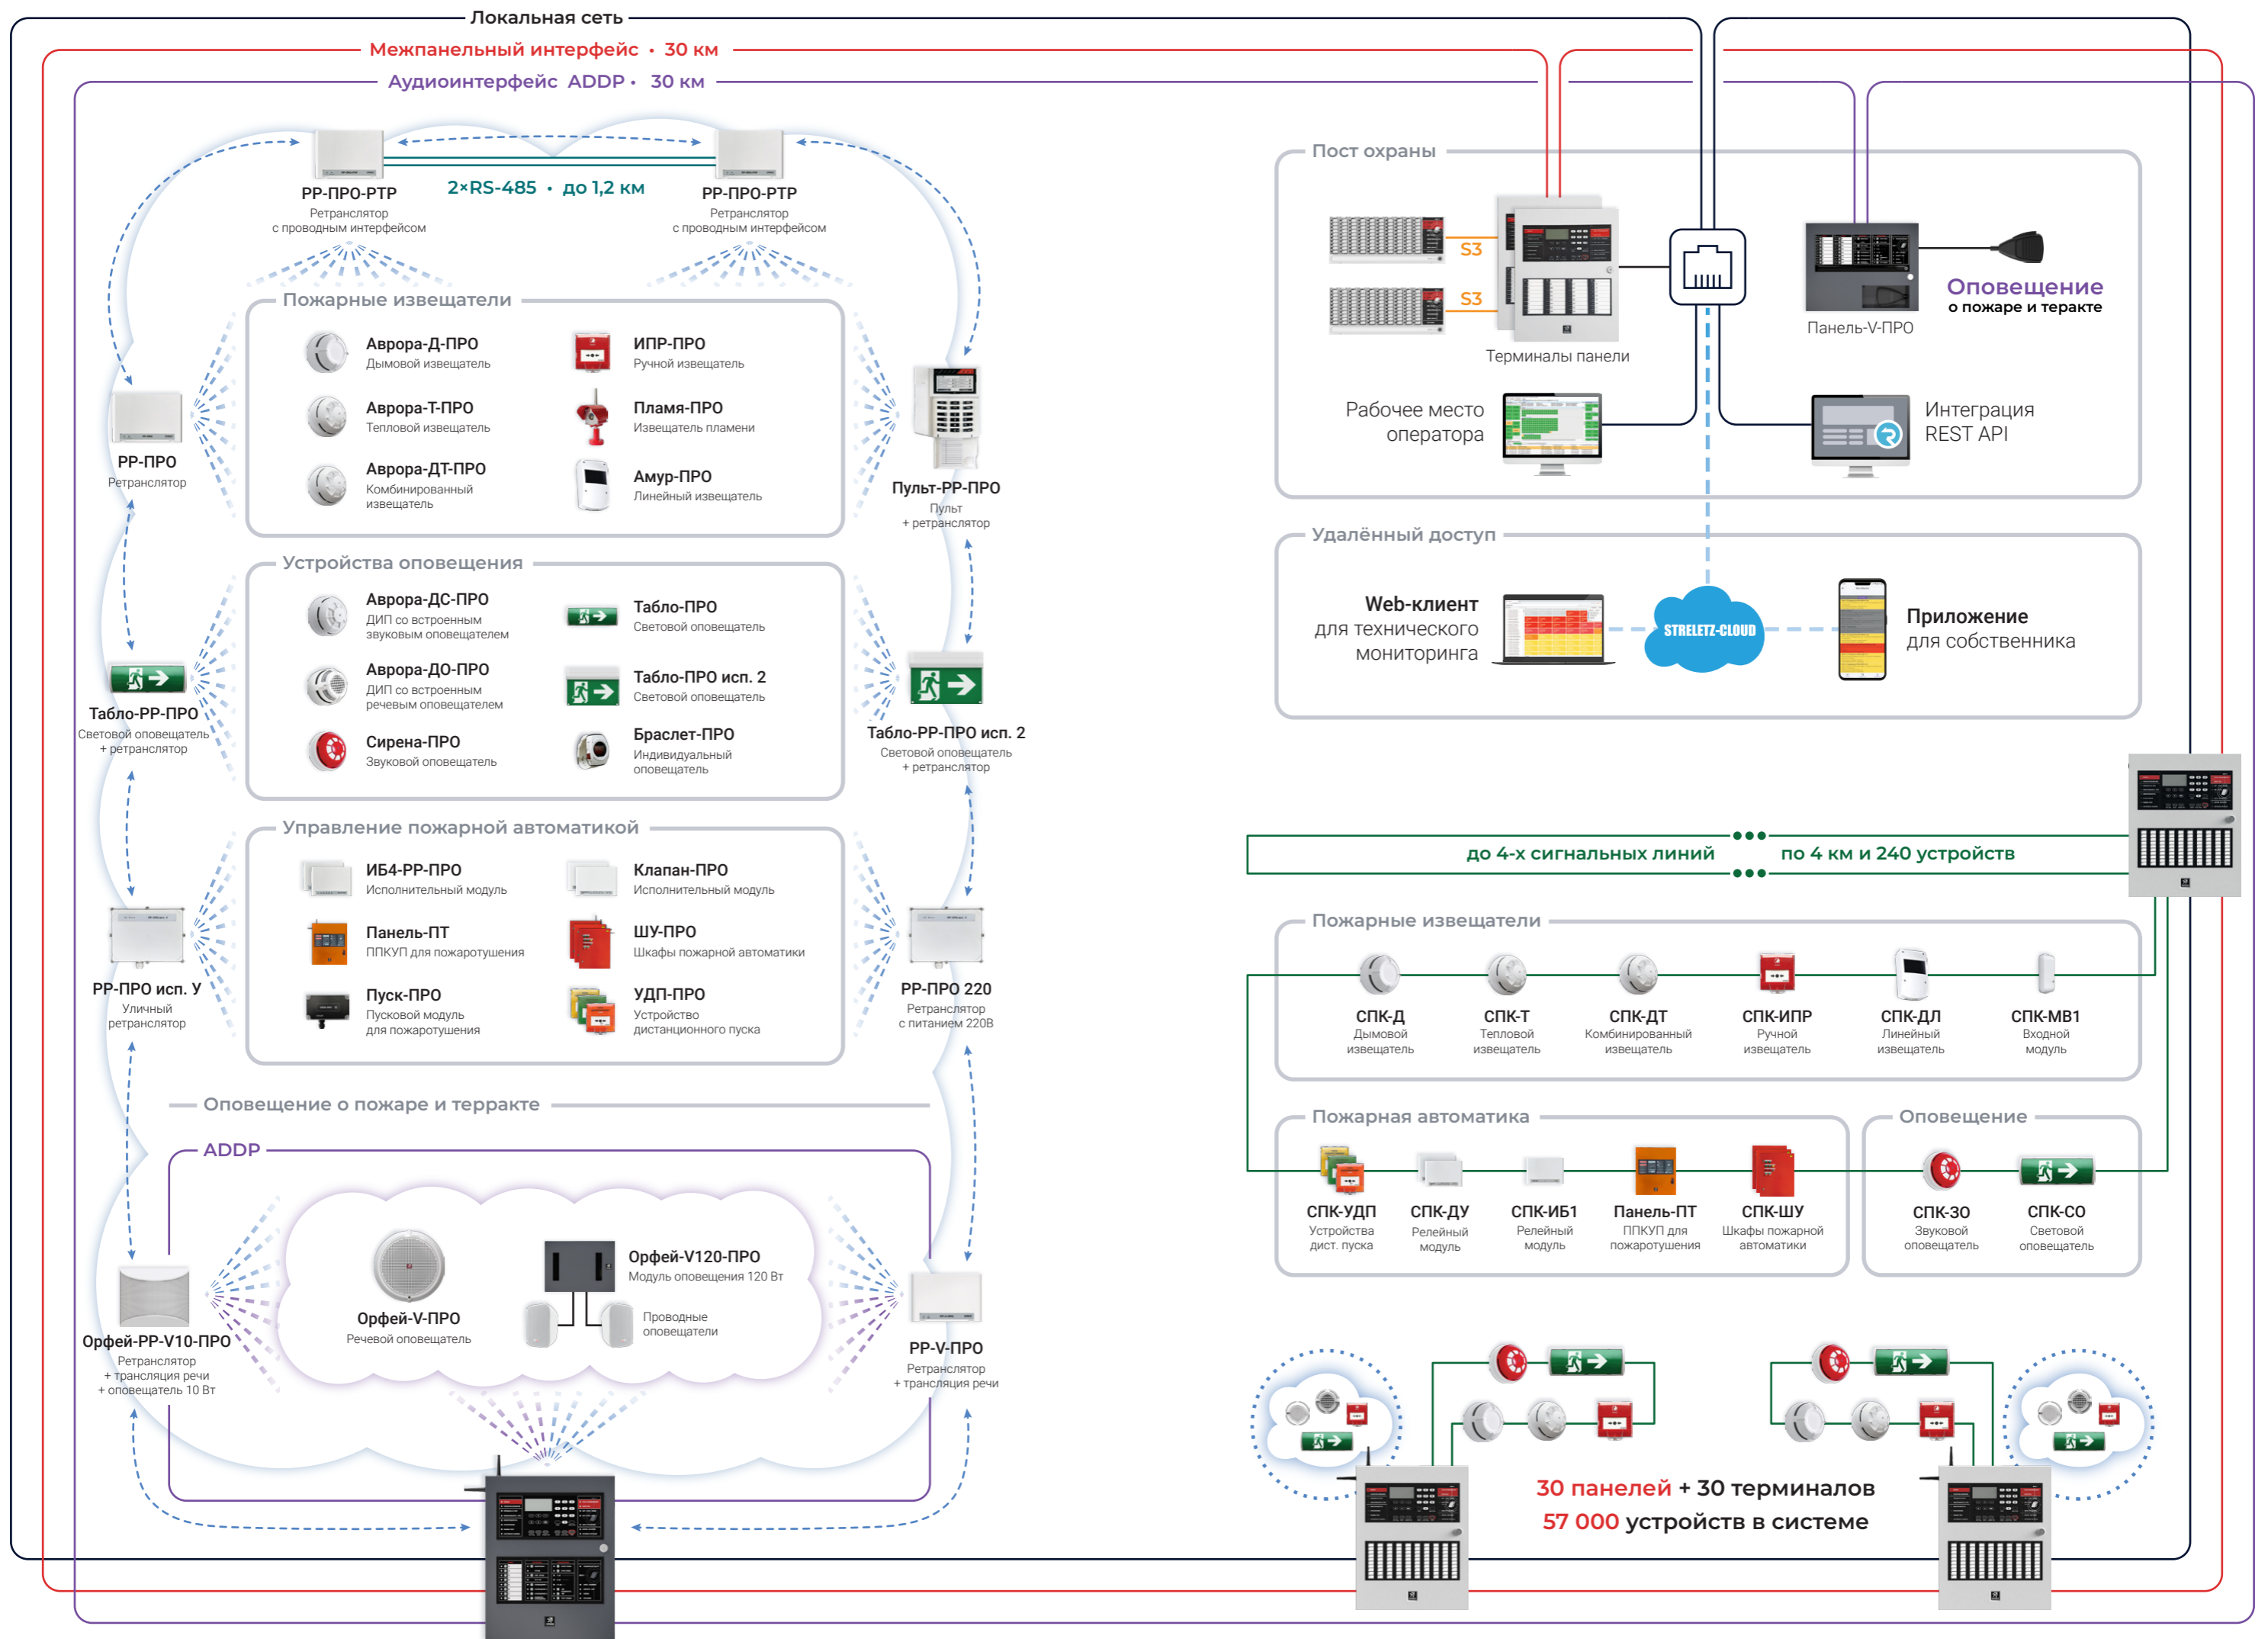 Локальная сеть
Межпанельный интерфейс • 30 км
Аудиоинтерфейс ADDP • 30 км
РР-ПРО-РТР
Ретранслятор
с проводным интерфейсом
2×RS-485 • до 1,2 км
РР-ПРО-РТР
Ретранслятор
с проводным интерфейсом
Пожарные извещатели
Аврора-Д-ПРО
Дымовой извещатель
ИПР-ПРО
Ручной извещатель
Аврора-Т-ПРО
Тепловой извещатель
Пламя-ПРО
Извещатель пламени
Аврора-ДТ-ПРО
Комбинированный
извещатель
Амур-ПРО
Линейный извещатель
РР-ПРО
Ретранслятор
Пульт-РР-ПРО
Пульт
+ ретранслятор
Устройства оповещения
Аврора-ДС-ПРО
ДИП со встроенным
звуковым оповещателем
Табло-ПРО
Световой оповещатель
Аврора-ДО-ПРО
ДИП со встроенным
речевым оповещателем
Табло-ПРО исп. 2
Световой оповещатель
Сирена-ПРО
Звуковой оповещатель
Браслет-ПРО
Индивидуальный
оповещатель
Табло-РР-ПРО
Световой оповещатель
+ ретранслятор
Табло-РР-ПРО исп. 2
Световой оповещатель
+ ретранслятор
Управление пожарной автоматикой
ИБ4-РР-ПРО
Исполнительный модуль
Клапан-ПРО
Исполнительный модуль
Панель-ПТ
ППКУП для пожаротушения
ШУ-ПРО
Шкафы пожарной автоматики
Пуск-ПРО
Пусковой модуль
для пожаротушения
УДП-ПРО
Устройство
дистанционного пуска
РР-ПРО исп. У
Уличный
ретранслятор
РР-ПРО 220
Ретранслятор
с питанием 220В
Оповещение о пожаре и терракте
ADDP
Орфей-V-ПРО
Речевой оповещатель
Орфей-V120-ПРО
Модуль оповещения 120 Вт
Проводные
оповещатели
Орфей-РР-V10-ПРО
Ретранслятор
+ трансляция речи
+ оповещатель 10 Вт
РР-V-ПРО
Ретранслятор
+ трансляция речи
Пост охраны
S3
S3
Терминалы панели
Панель-V-ПРО
Оповещение
о пожаре и теракте
Рабочее место
оператора
Интеграция
REST API
Удалённый доступ
Web-клиент
для технического
мониторинга
STRELETZ-CLOUD
Приложение
для собственника
до 4-х сигнальных линий ••• по 4 км и 240 устройств
Пожарные извещатели
СПК-Д
Дымовой
извещатель
СПК-Т
Тепловой
извещатель
СПК-ДТ
Комбинированный
извещатель
СПК-ИПР
Ручной
извещатель
СПК-ДЛ
Линейный
извещатель
СПК-МВ1
Входной
модуль
Пожарная автоматика
СПК-УДП
Устройства
дист. пуска
СПК-ДУ
Релейный
модуль
СПК-ИБ1
Релейный
модуль
Панель-ПТ
ППКУП для
пожаротушения
СПК-ШУ
Шкафы пожарной
автоматики
Оповещение
СПК-ЗО
Звуковой
оповещатель
СПК-СО
Световой
оповещатель
30 панелей + 30 терминалов
57 000 устройств в системе